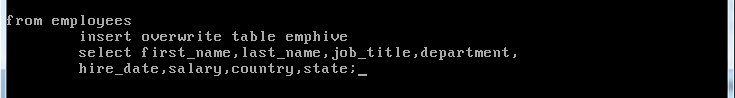 from employees
insert overwrite table emphive
select first_name,last_name,job_title,department,
hire_date,salary,country,state;_